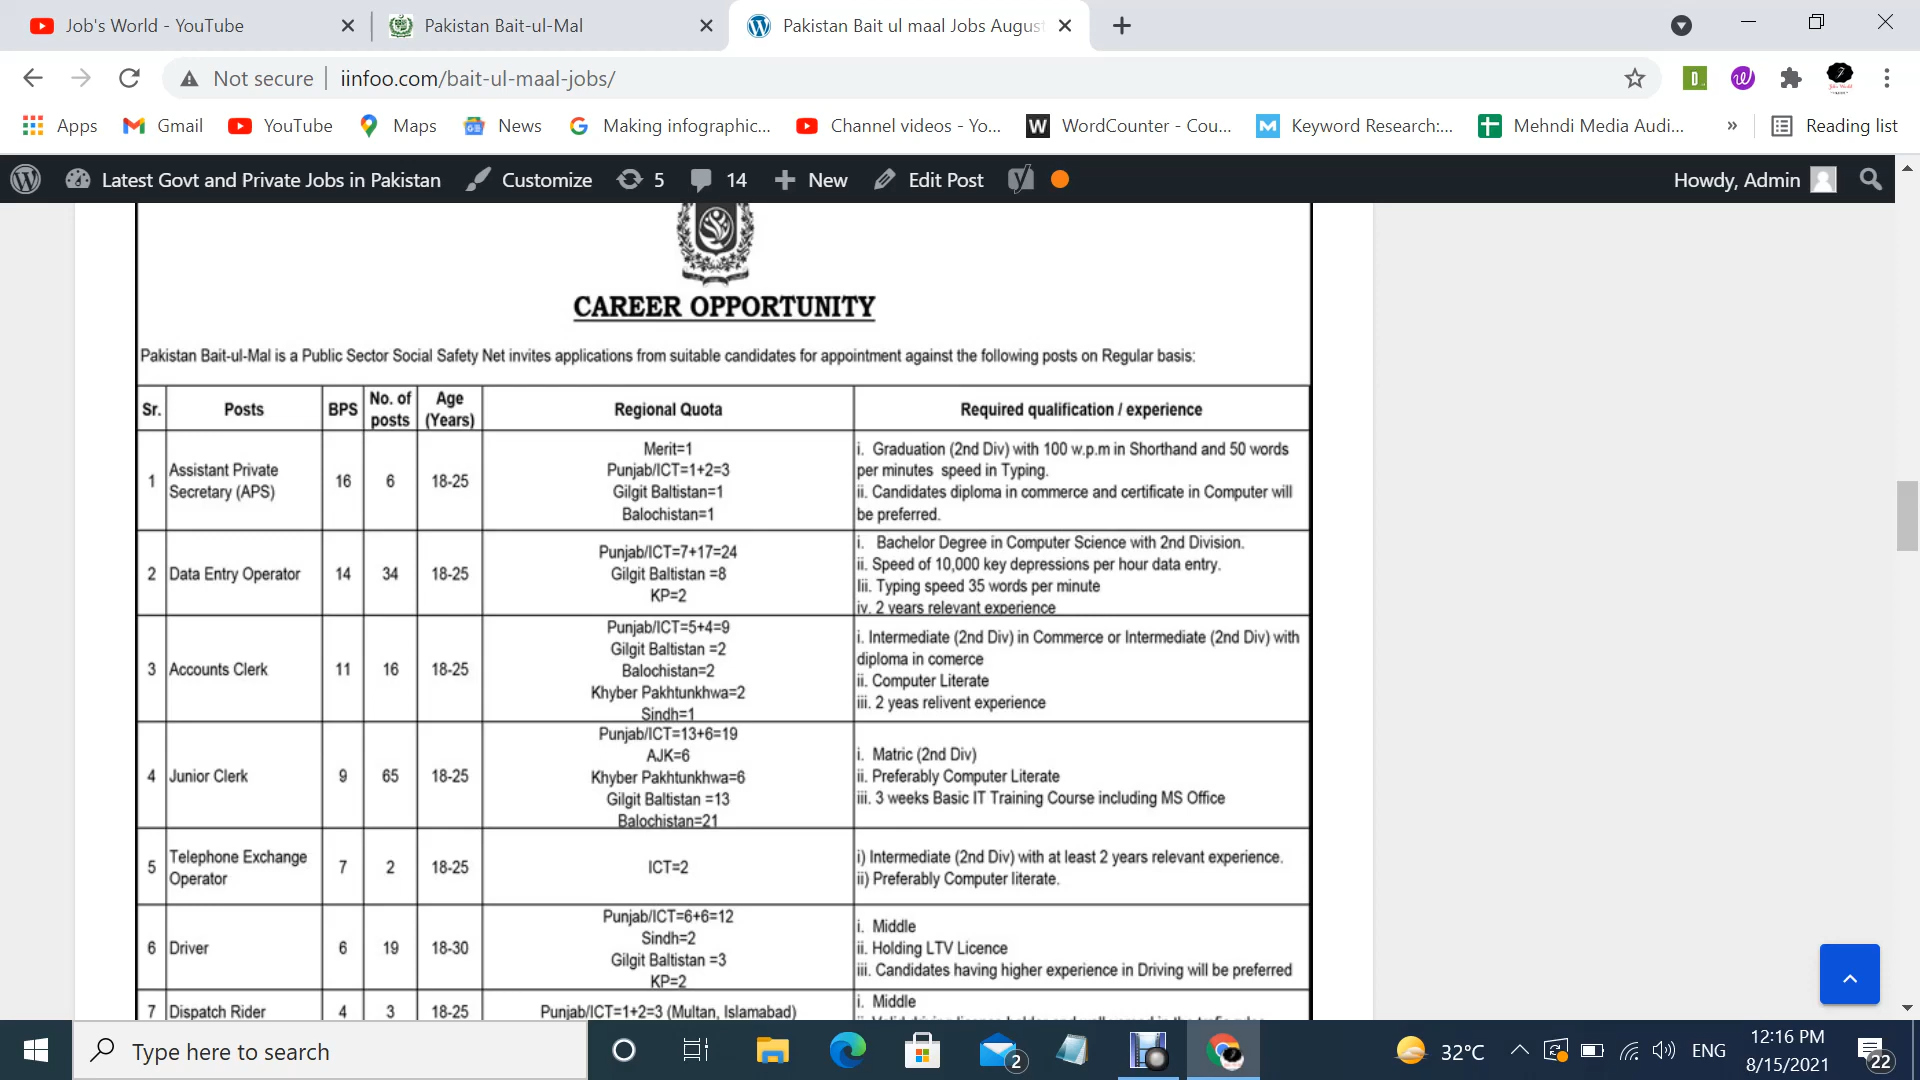 Job's World - YouTube
Pakistan Bait-ul-Mal
Pakistan Bait ul maal Jobs August
Not secure
iinfoo.com/bait-ul-maal-jobs/
Apps
Gmail
YouTube
Maps
News
Making infographic...
Channel videos - Yo...
WordCounter - Cou...
Keyword Research:...
Mehndi Media Audi...
»
Reading list
Latest Govt and Private Jobs in Pakistan
Customize
5
14
New
Edit Post
Howdy, Admin
CAREER OPPORTUNITY
Pakistan Bait-ul-Mal is a Public Sector Social Safety Net invites applications from suitable candidates for appointment against the following posts on Regular basis:
Sr.
Posts
BPS
No. of
posts
Age
(Years)
Regional Quota
Required qualification / experience
1
Assistant Private
Secretary (APS)
16
6
18-25
Merit=1
Punjab/ICT=1+2=3
Gilgit Baltistan=1
Balochistan=1
i. Graduation (2nd Div) with 100 w.p.m in Shorthand and 50 words
per minutes speed in Typing.
ii. Candidates diploma in commerce and certificate in Computer will
be preferred.
2
Data Entry Operator
14
34
18-25
Punjab/ICT=7+17=24
Gilgit Baltistan =8
KP=2
i. Bachelor Degree in Computer Science with 2nd Division.
ii. Speed of 10,000 key depressions per hour data entry.
Iii. Typing speed 35 words per minute
iv. 2 years relevant experience
3
Accounts Clerk
11
16
18-25
Punjab/ICT=5+4=9
Gilgit Baltistan =2
Balochistan=2
Khyber Pakhtunkhwa=2
Sindh=1
i. Intermediate (2nd Div) in Commerce or Intermediate (2nd Div) with
diploma in comerce
ii. Computer Literate
iii. 2 yeas relivent experience
4
Junior Clerk
9
65
18-25
Punjab/ICT=13+6=19
AJK=6
Khyber Pakhtunkhwa=6
Gilgit Baltistan =13
Balochistan=21
i. Matric (2nd Div)
ii. Preferably Computer Literate
iii. 3 weeks Basic IT Training Course including MS Office
5
Telephone Exchange
Operator
7
2
18-25
ICT=2
i) Intermediate (2nd Div) with at least 2 years relevant experience.
ii) Preferably Computer literate.
6
Driver
6
19
18-30
Punjab/ICT=6+6=12
Sindh=2
Gilgit Baltistan =3
KP=2
i. Middle
ii. Holding LTV Licence
iii. Candidates having higher experience in Driving will be preferred
7
Dispatch Rider
4
3
18-25
Punjab/ICT=1+2=3 (Multan, Islamabad)
i. Middle
Type here to search
2
32°C
ENG
12:16 PM
8/15/2021
22